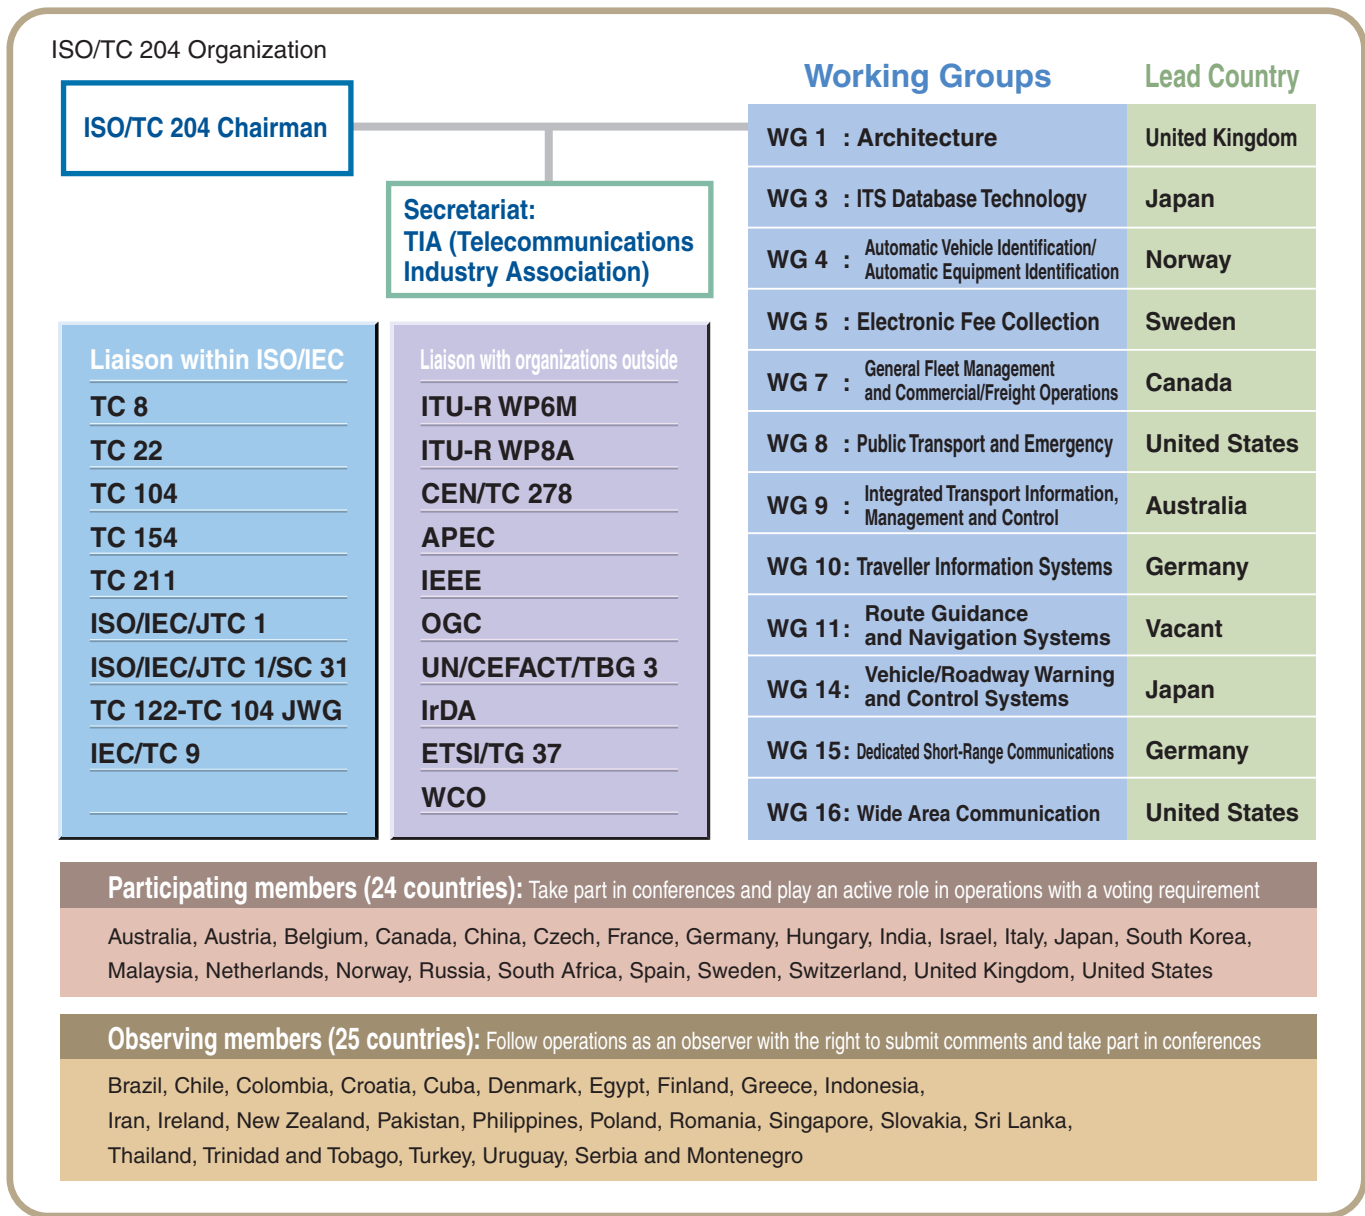 ISO/TC 204 Organization
ISO/TC 204 Chairman
Secretariat:
TIA (Telecommunications
Industry Association)
Liaison within ISO/IEC
TC 8
TC 22
TC 104
TC 154
TC 211
ISO/IEC/JTC 1
ISO/IEC/JTC 1/SC 31
TC 122-TC 104 JWG
IEC/TC 9
Liaison with organizations outside
ITU-R WP6M
ITU-R WP8A
CEN/TC 278
APEC
IEEE
OGC
UN/CEFACT/TBG 3
IrDA
ETSI/TG 37
WCO
Working Groups Lead Country
WG 1 : Architecture United Kingdom
WG 3 : ITS Database Technology Japan
WG 4 : Automatic Vehicle Identification/
Automatic Equipment Identification Norway
WG 5 : Electronic Fee Collection Sweden
WG 7 : General Fleet Management
and Commercial/Freight Operations Canada
WG 8 : Public Transport and Emergency United States
WG 9 : Integrated Transport Information,
Management and Control Australia
WG 10: Traveller Information Systems Germany
WG 11: Route Guidance
and Navigation Systems Vacant
WG 14: Vehicle/Roadway Warning
and Control Systems Japan
WG 15: Dedicated Short-Range Communications Germany
WG 16: Wide Area Communication United States
Participating members (24 countries): Take part in conferences and play an active role in operations with a voting requirement
Australia, Austria, Belgium, Canada, China, Czech, France, Germany, Hungary, India, Israel, Italy, Japan, South Korea,
Malaysia, Netherlands, Norway, Russia, South Africa, Spain, Sweden, Switzerland, United Kingdom, United States
Observing members (25 countries): Follow operations as an observer with the right to submit comments and take part in conferences
Brazil, Chile, Colombia, Croatia, Cuba, Denmark, Egypt, Finland, Greece, Indonesia,
Iran, Ireland, New Zealand, Pakistan, Philippines, Poland, Romania, Singapore, Slovakia, Sri Lanka,
Thailand, Trinidad and Tobago, Turkey, Uruguay, Serbia and Montenegro